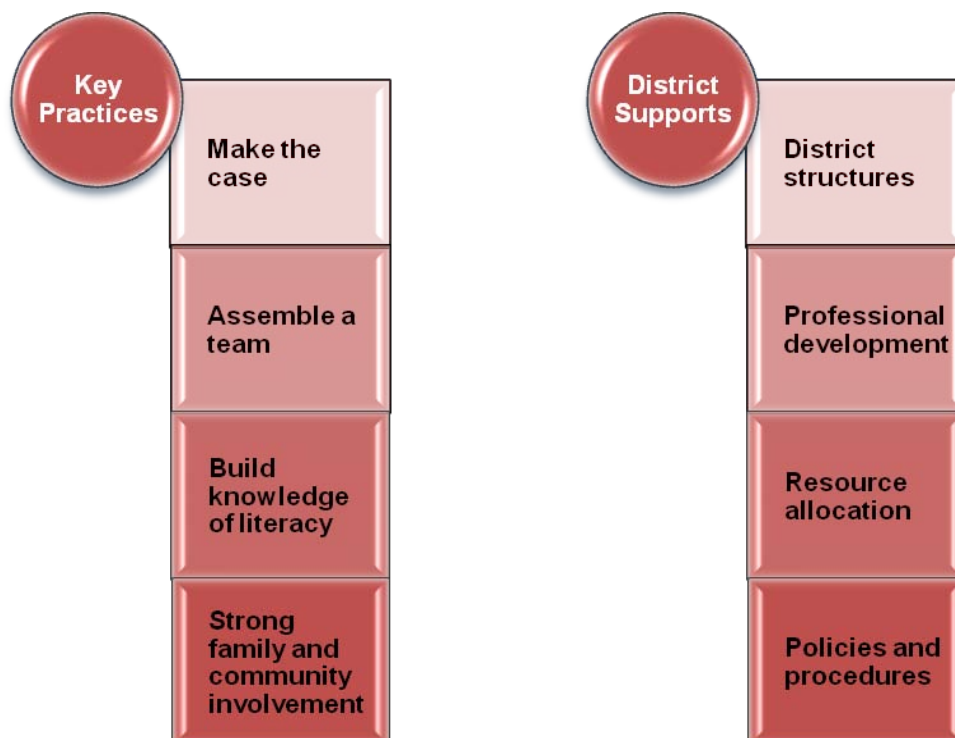 Key
Practices
Make the
case
Assemble a
team
Build
knowledge
of literacy
Strong
family and
community
involvement
District
Supports
District
structures
Professional
development
Resource
allocation
Policies and
procedures